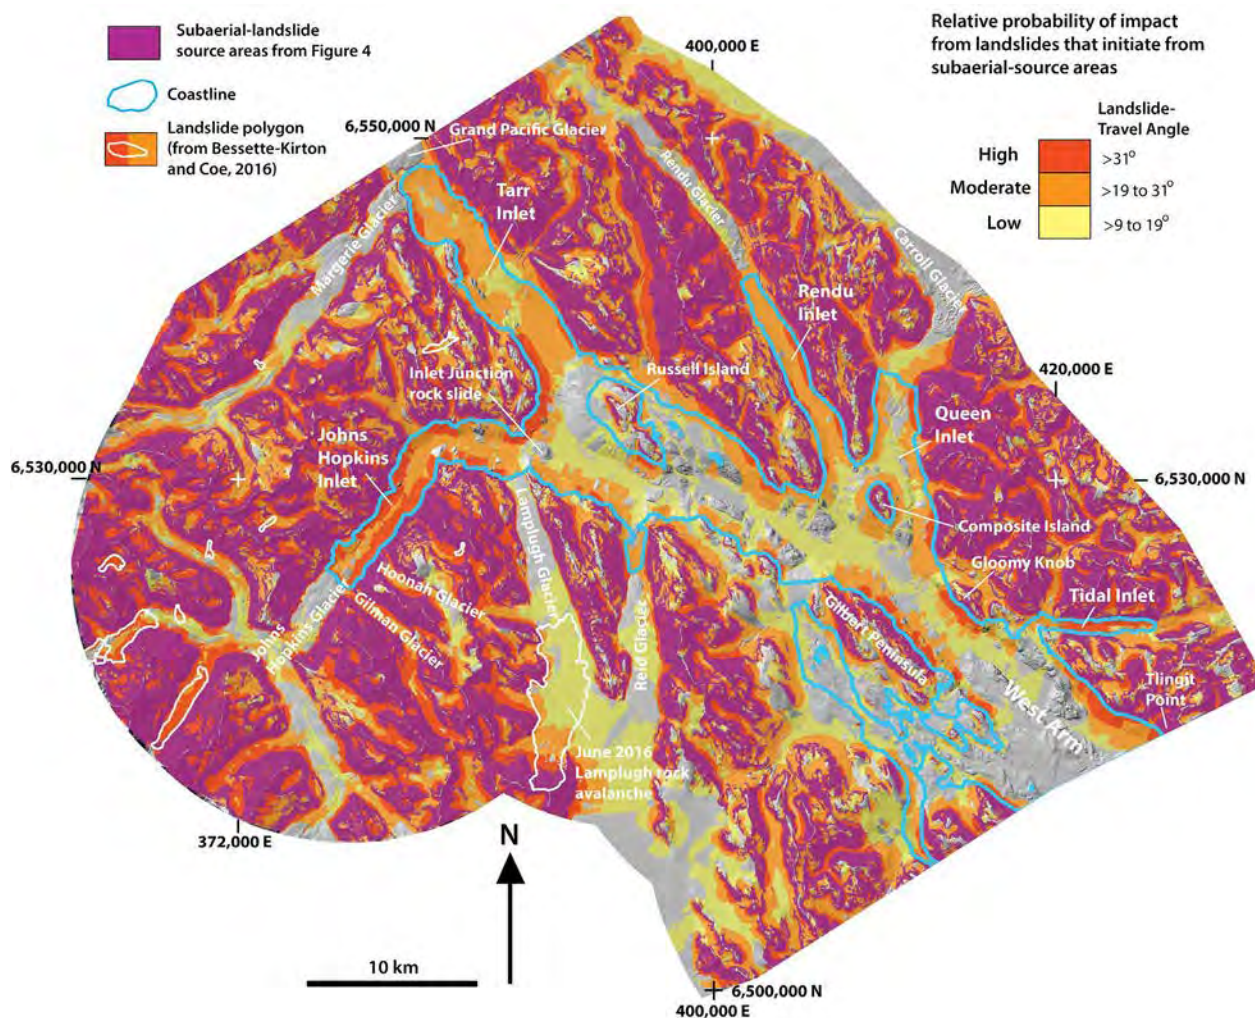 Subaerial-landslide
source areas from Figure 4
Coastline
Landslide polygon
(from Bessette-Kirton
and Coe, 2016)
Relative probability of impact
from landslides that initiate from
subaerial-source areas
Landslide-
Travel Angle
High >31°
Moderate >19 to 31°
Low >9 to 19°
400,000 E
6,550,000 N
Grand Pacific Glacier
Rendu Glacier
Tarr
Inlet
Margerie Glacier
Carroll Glacier
Rendu
Inlet
Inlet Junction
rock slide
Russell Island
420,000 E
Queen
Inlet
Johns
Hopkins
Inlet
6,530,000 N
6,530,000 N
Lamplugh Glacier
Composite Island
Gloomy Knob
Hoonah Glacier
Gilman Glacier
Tidal Inlet
Gilbert Peninsula
Johns
Hopkins Glacier
Reid Glacier
Tlingit
Point
West Arm
June 2016
Lamplugh rock
avalanche
372,000 E
N
10 km
6,500,000 N
400,000 E